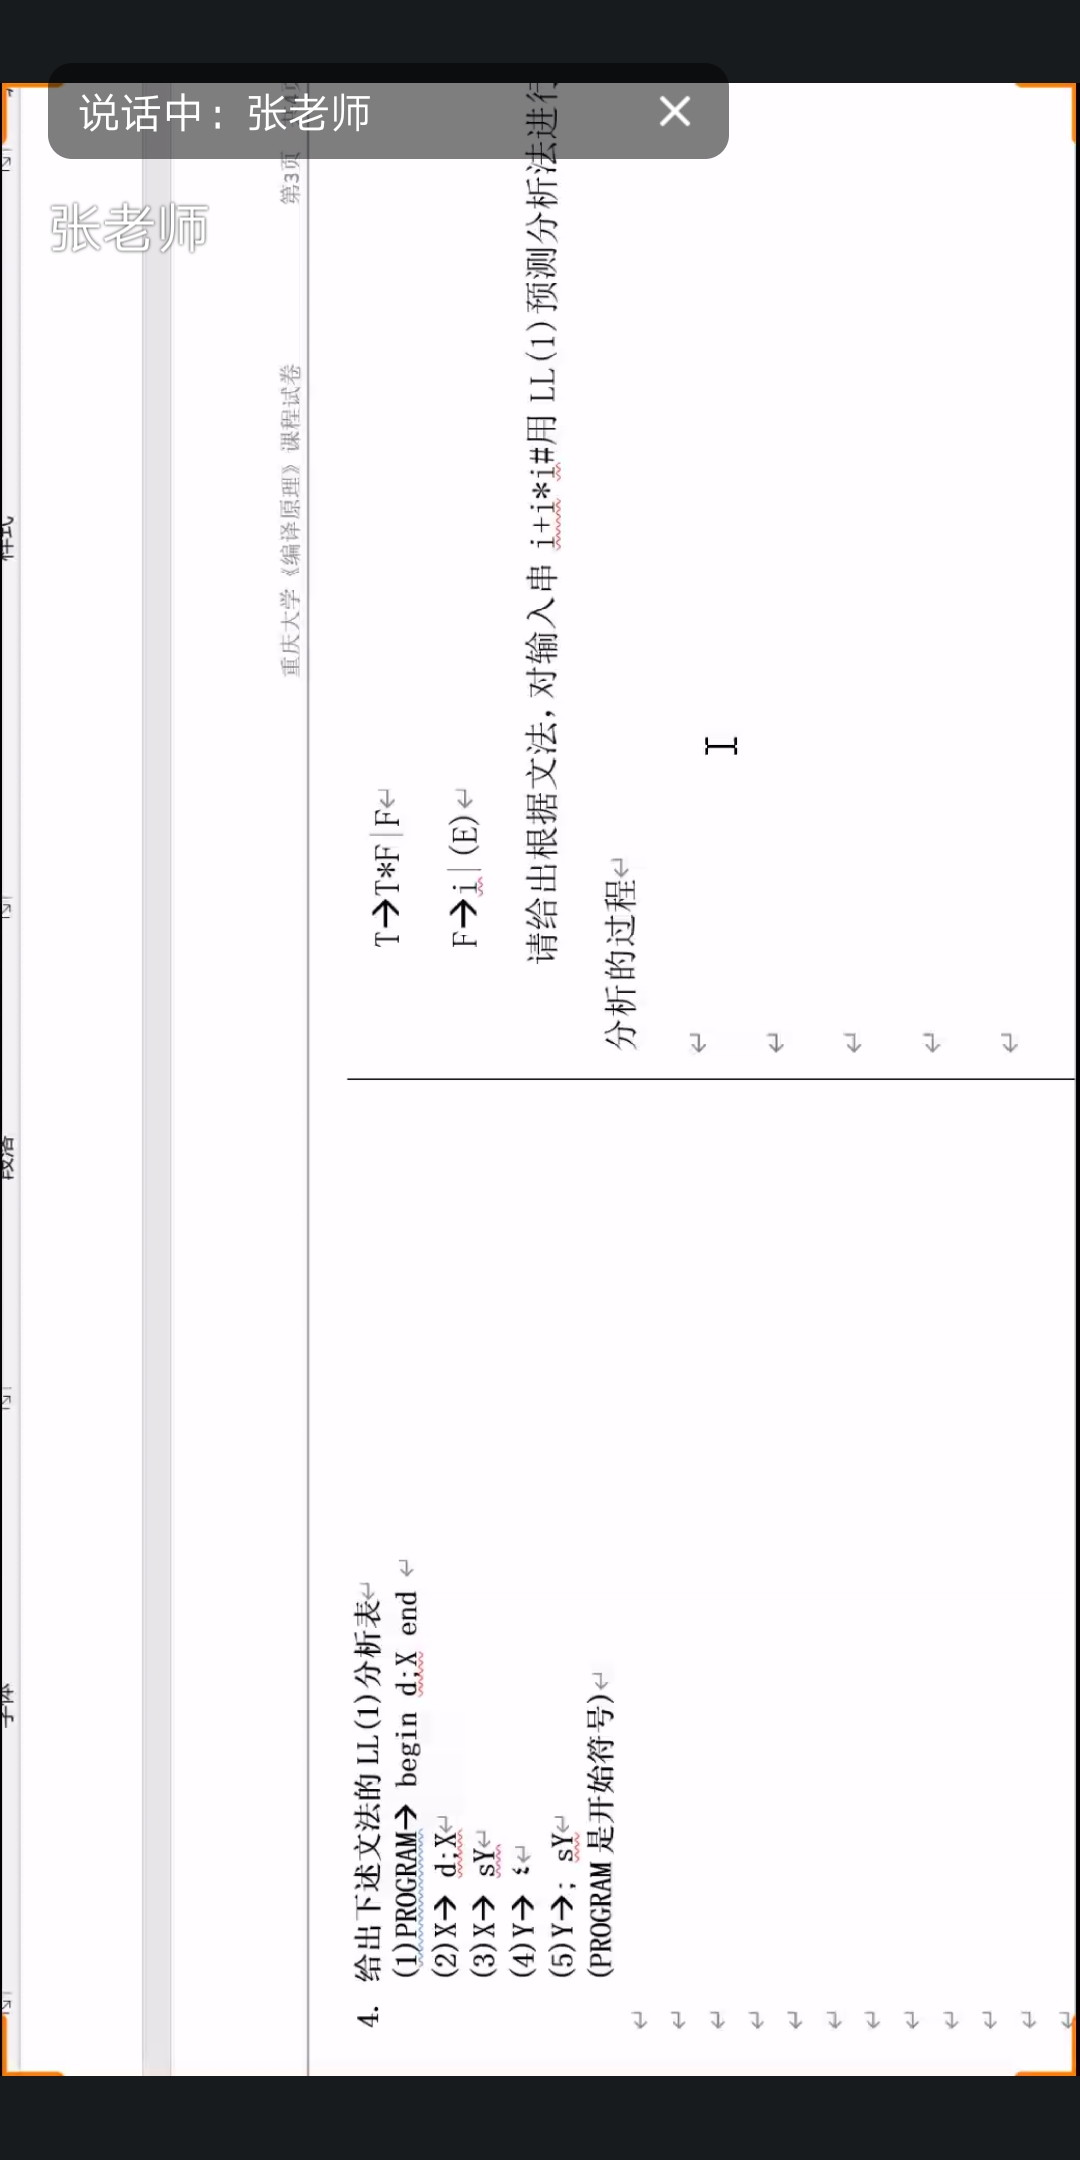 字体
段落
样式
张老师
说话中：张老师
重庆大学《编译原理》课程试卷 第3页 共4页
4. 给出下述文法的 LL(1)分析表
(1)PROGRAM→ begin d;X end
(2)X→ d;X
(3)X→ sY
(4)Y→
(5)Y→; sY
(PROGRAM 是开始符号)
T→T*F|F
F→i|(E)
请给出根据文法，对输入串 i+i*i#用 LL(1)预测分析法进行
分析的过程